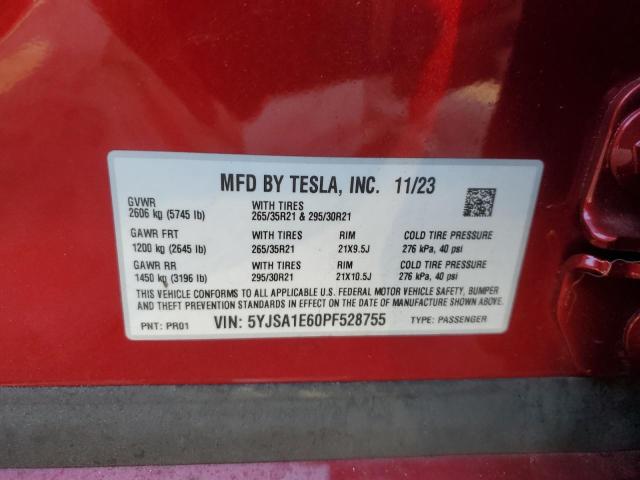 MFD BY TESLA, INC. 11/23
GVWR
2606 kg (5745 lb)
WITH TIRES
265/35R21 & 295/30R21
GAWR FRT WITH TIRES RIM COLD TIRE PRESSURE
1200 kg (2645 lb) 265/35R21 21X9.5J 276 kPa, 40 psi
GAWR RR WITH TIRES RIM COLD TIRE PRESSURE
1450 kg (3196 lb) 295/30R21 21X10.5J 276 kPa, 40 psi
THIS VEHICLE CONFORMS TO ALL APPLICABLE U.S. FEDERAL MOTOR VEHICLE SAFETY, BUMPER
AND THEFT PREVENTION STANDARDS IN EFFECT ON THE DATE OF MANUFACTURE SHOWN ABOVE.
PNT: PR01 VIN: 5YJSA1E60PF528755 TYPE: PASSENGER